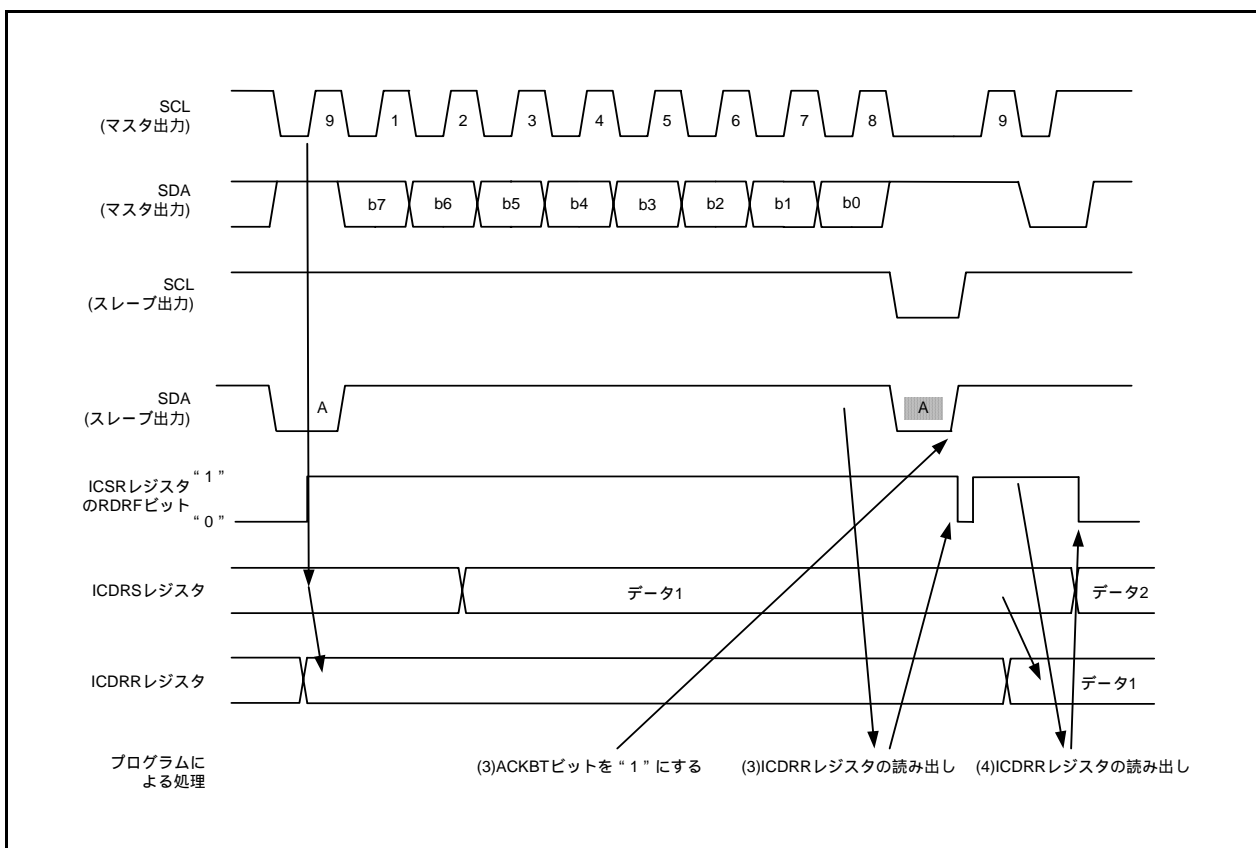 SCL
(マスタ出力)
9 1 2 3 4 5 6 7 8 9
SDA
(マスタ出力)
b7 b6 b5 b4 b3 b2 b1 b0
SCL
(スレーブ出力)
SDA
(スレーブ出力)
A A
ICSRレジスタ
のRDRFビット
“ 1 ”
“ 0 ”
ICDRSレジスタ
データ1 データ2
ICDRRレジスタ
データ1
プログラムに
よる処理
(3)ACKBTビットを “ 1 ” にする (3)ICDRRレジスタの読み出し (4)ICDRRレジスタの読み出し